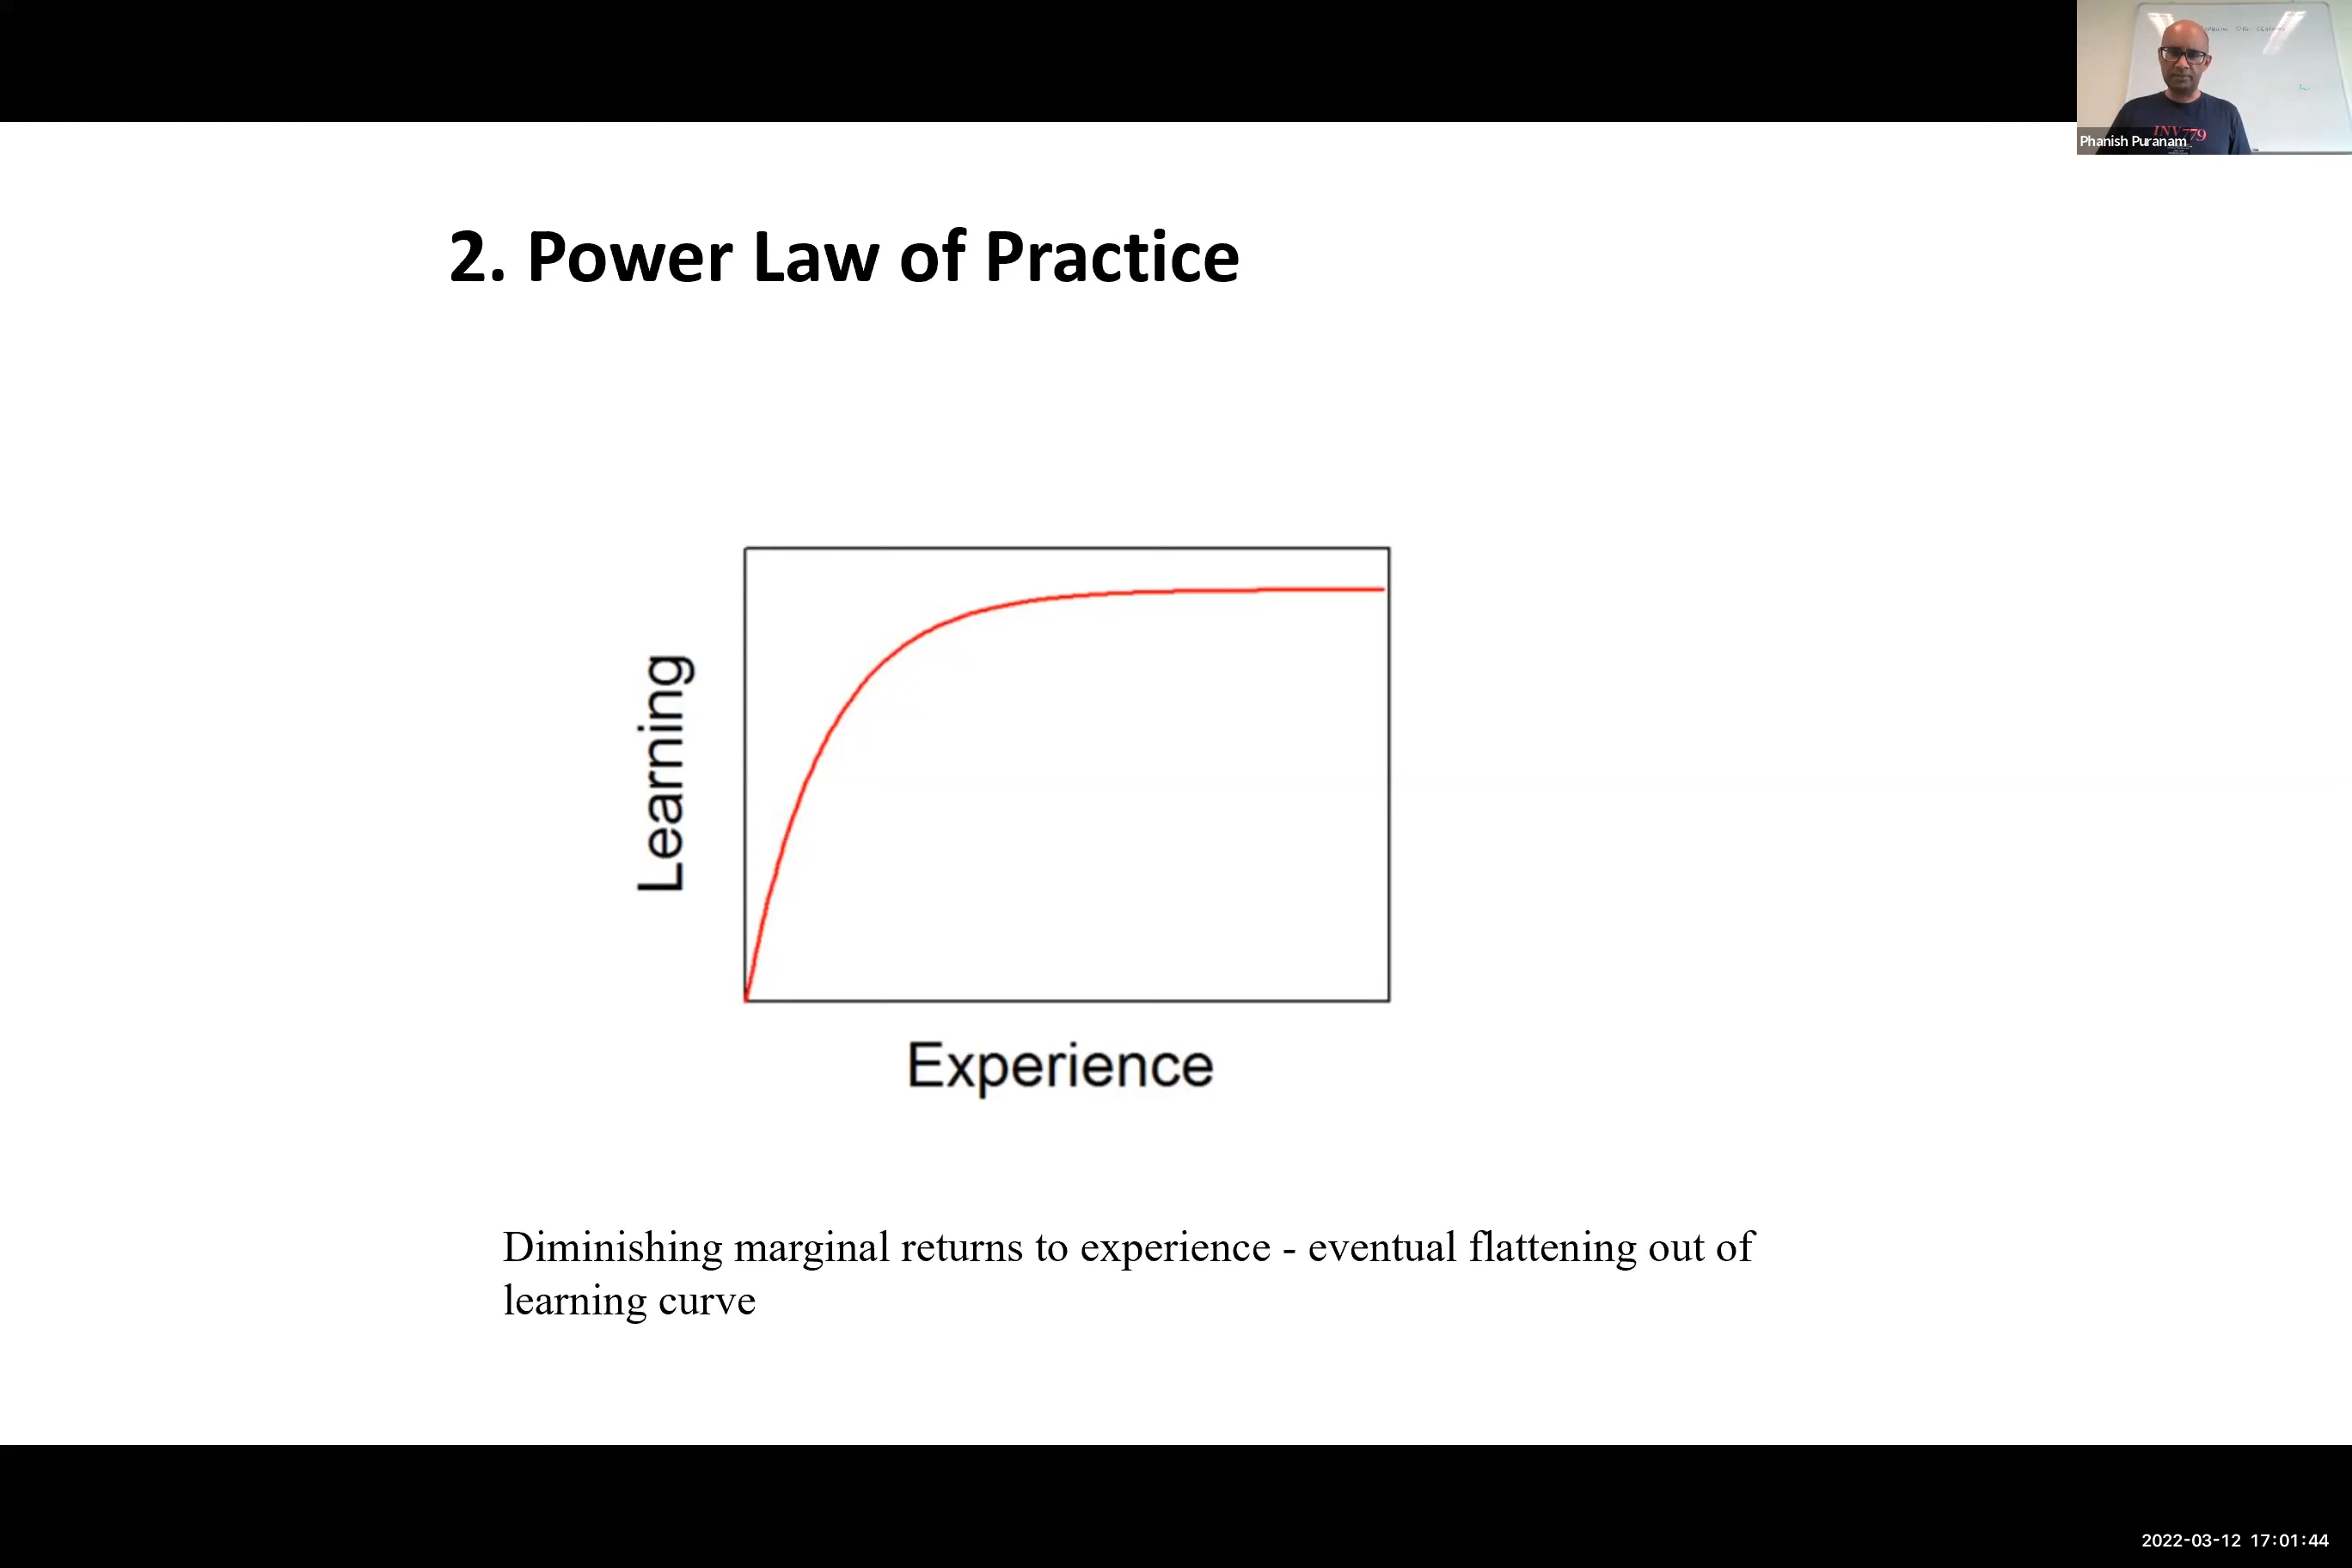 INV779
Phanish Puranam
2. Power Law of Practice
Learning
Experience
Diminishing marginal returns to experience - eventual flattening out of
learning curve
2022-03-12 17:01:44